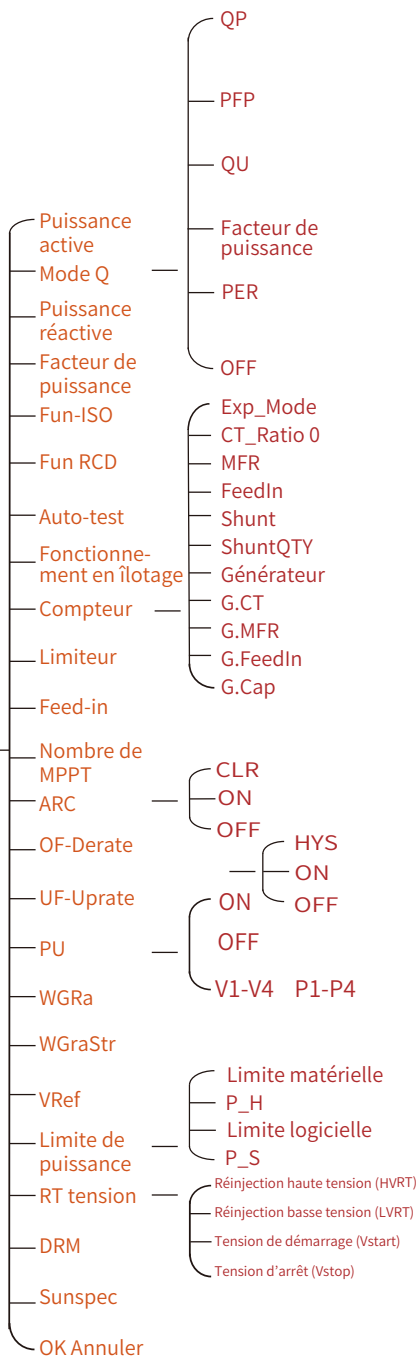 Puissance
active
Mode Q
QP
PFP
QU
Facteur de
puissance
PER
OFF
Puissance
réactive
Facteur de
puissance
Fun-ISO
Fun RCD
Auto-test
Fonctionne-
ment en îlotage
Compteur
Exp_Mode
CT_Ratio 0
MFR
FeedIn
Shunt
ShuntQTY
Générateur
G.CT
G.MFR
G.FeedIn
G.Cap
Limiteur
Feed-in
Nombre de
MPPT
ARC
CLR
ON
OFF
OF-Derate
UF-Uprate
PU
ON
HYS
ON
OFF
OFF
V1-V4 P1-P4
WGRa
WGraStr
VRef
Limite de
puissance
Limite matérielle
P_H
Limite logicielle
P_S
RT tension
Réinjection haute tension (HVRT)
Réinjection basse tension (LVRT)
Tension de démarrage (Vstart)
Tension d’arrêt (Vstop)
DRM
Sunspec
OK Annuler